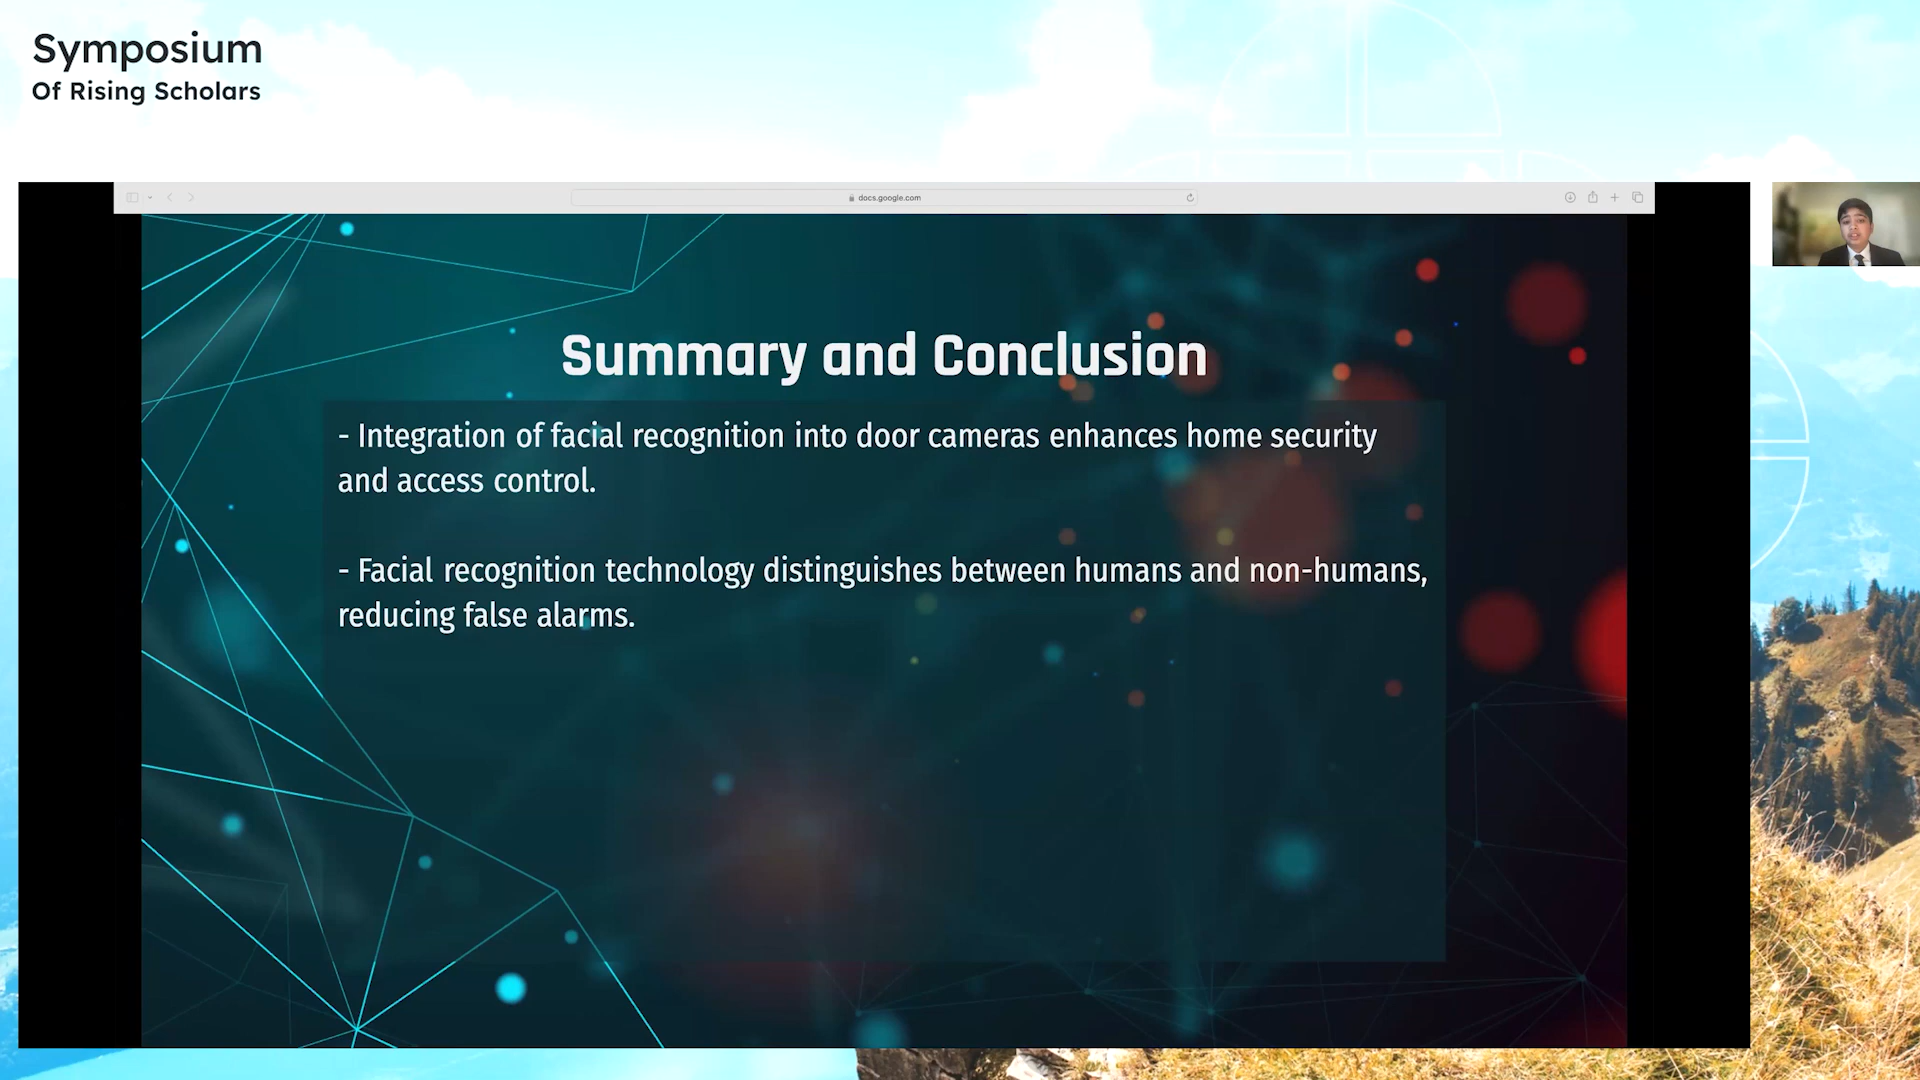 Symposium
Of Rising Scholars
docs.google.com
Summary and Conclusion
- Integration of facial recognition into door cameras enhances home security
and access control.
- Facial recognition technology distinguishes between humans and non-humans,
reducing false alarms.